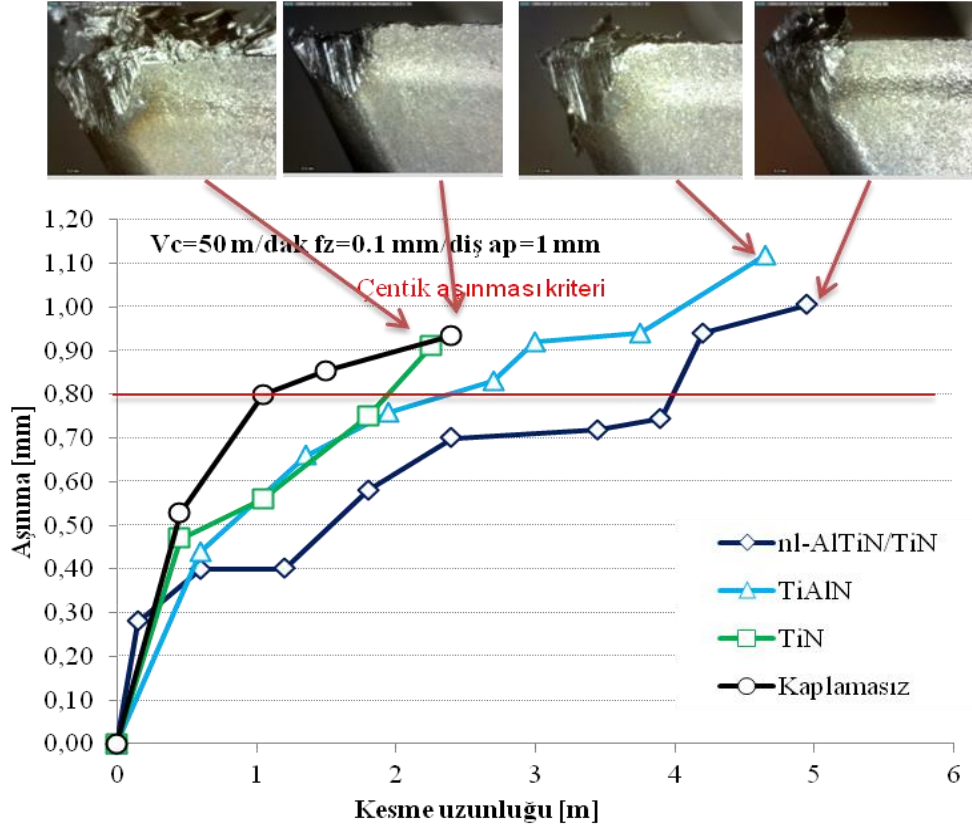 Vc=50 m/dak fz=0.1 mm/diş ap=1 mm
Çentik aşınması kriteri
Aşınma [mm]
1,20
1,10
1,00
0,90
0,80
0,70
0,60
0,50
0,40
0,30
0,20
0,10
0,00
nl-AlTiN/TiN
TiAlN
TiN
Kaplamasız
0 1 2 3 4 5 6
Kesme uzunluğu [m]